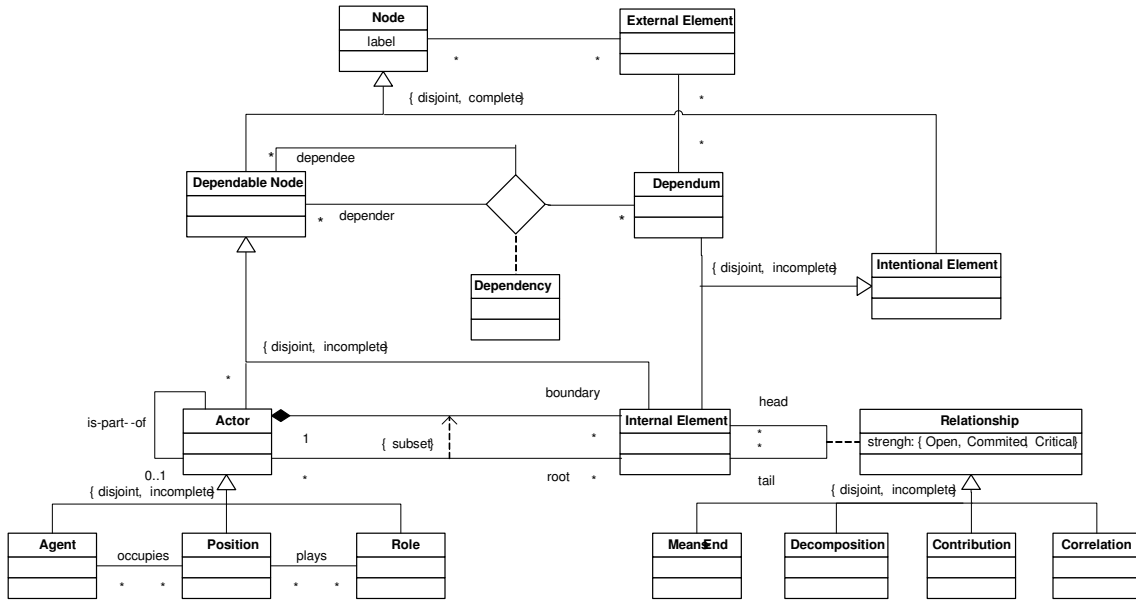 Node
External Element
label
*
*
{ disjoint, complete}
*
*
* dependee
Dependable Node
Dependum
* depender
*
{ disjoint, incomplete}
Intentional Element
Dependency
{ disjoint, incomplete}
*
boundary
head
is-part--of
Actor
Internal Element
Relationship
1
{ subset}
*
*
*
strengh: { Open, Commited, Critical}
0..1
*
root
*
tail
{ disjoint, incomplete}
{ disjoint, incomplete}
Agent
occupies
Position
plays
Role
MeansEnd
Decomposition
Contribution
Correlation
*
*
*
*